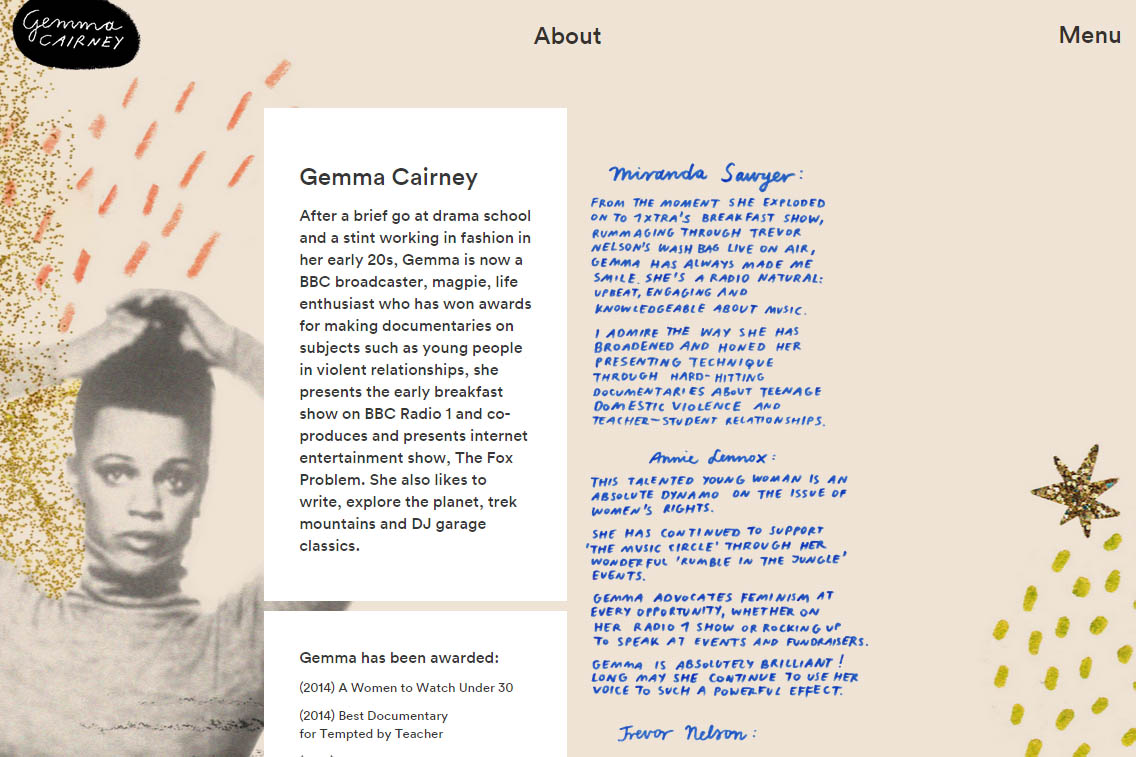 Gemma
CAIRNEY
About
Menu
Gemma Cairney
After a brief go at drama school
and a stint working in fashion in
her early 20s, Gemma is now a
BBC broadcaster, magpie, life
enthusiast who has won awards
for making documentaries on
subjects such as young people
in violent relationships, she
presents the early breakfast
show on BBC Radio 1 and co-
produces and presents internet
entertainment show, The Fox
Problem. She also likes to
write, explore the planet, trek
mountains and DJ garage
classics.
Gemma has been awarded:
(2014) A Women to Watch Under 30
(2014) Best Documentary
for Tempted by Teacher
Miranda Sawyer:
FROM THE MOMENT SHE EXPLODED
ON TO 1XTRA'S BREAKFAST SHOW,
RUMMAGING THROUGH TREVOR
NELSON'S WASH BAG LIVE ON AIR,
GEMMA HAS ALWAYS MADE ME
SMILE. SHE'S A RADIO NATURAL:
UPBEAT, ENGAGING AND
KNOWLEDGEABLE ABOUT MUSIC.
I ADMIRE THE WAY SHE HAS
BROADENED AND HONED HER
PRESENTING TECHNIQUE
THROUGH HARD-HITTING
DOCUMENTARIES ABOUT TEENAGE
DOMESTIC VIOLENCE AND
TEACHER-STUDENT RELATIONSHIPS.
Annie Lennox:
THIS TALENTED YOUNG WOMAN IS AN
ABSOLUTE DYNAMO ON THE ISSUE OF
WOMEN'S RIGHTS.
SHE HAS CONTINUED TO SUPPORT
'THE MUSIC CIRCLE' THROUGH HER
WONDERFUL 'RUMBLE IN THE JUNGLE'
EVENTS.
GEMMA ADVOCATES FEMINISM AT
EVERY OPPORTUNITY, WHETHER ON
HER RADIO 1 SHOW OR ROCKING UP
TO SPEAK AT EVENTS AND FUNDRAISERS.
GEMMA IS ABSOLUTELY BRILLIANT!
LONG MAY SHE CONTINUE TO USE HER
VOICE TO SUCH A POWERFUL EFFECT.
Trevor Nelson: